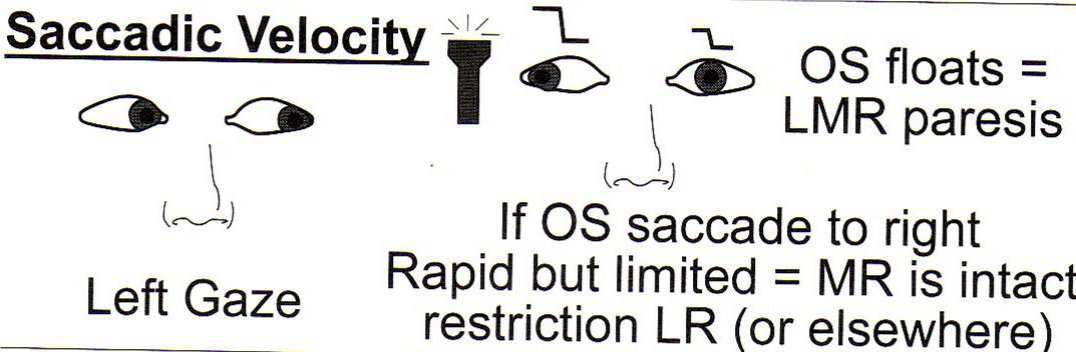 Saccadic Velocity
OS floats =
LMR paresis
Left Gaze
If OS saccade to right
Rapid but limited = MR is intact
restriction LR (or elsewhere)